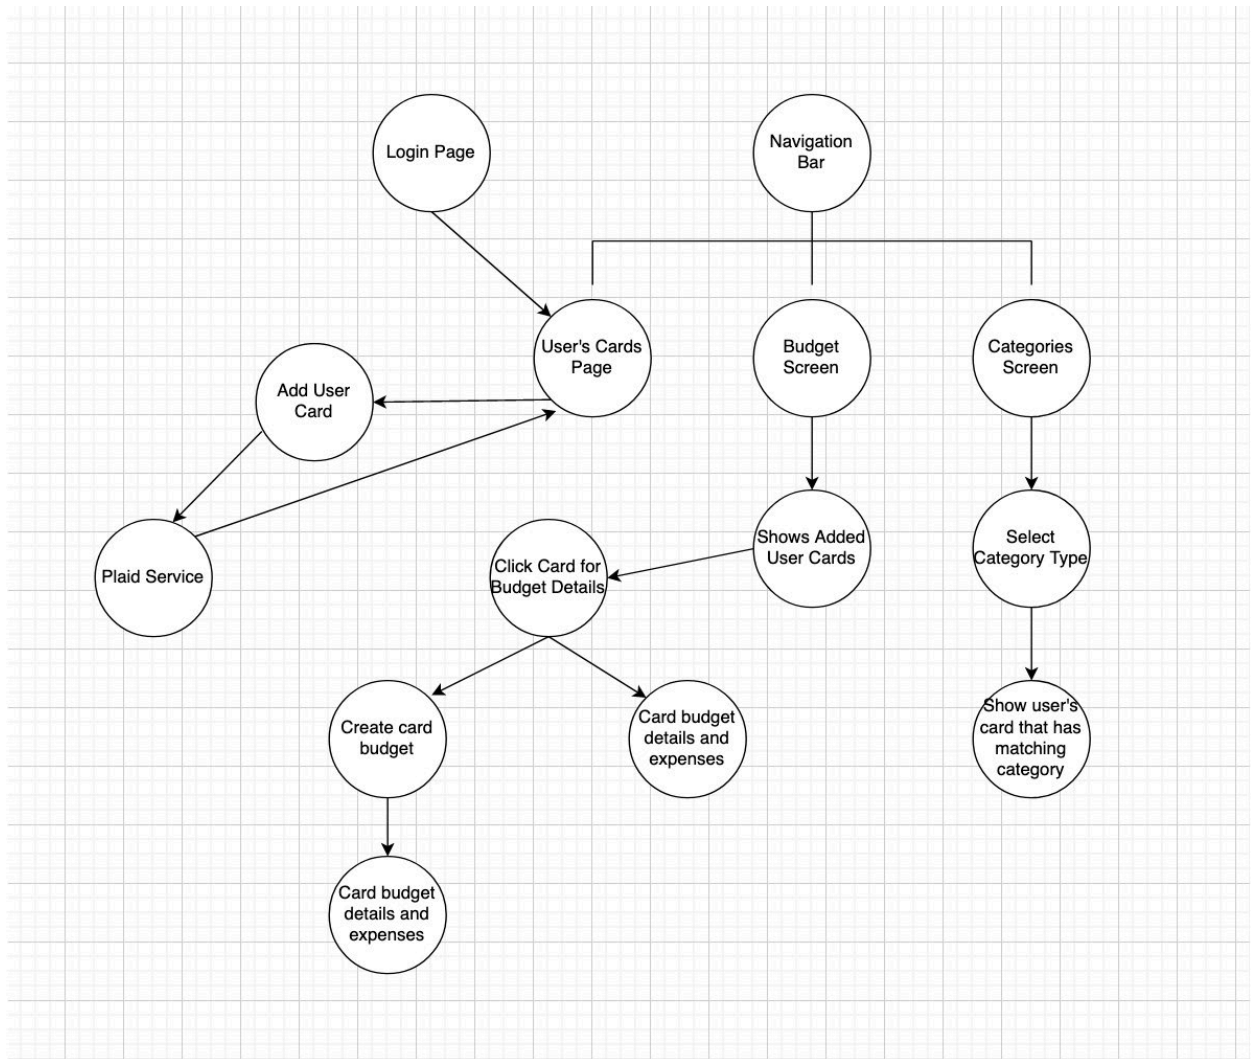 Login Page
Navigation
Bar
User's Cards
Page
Budget
Screen
Categories
Screen
Add User
Card
Plaid Service
Click Card for
Budget Details
Shows Added
User Cards
Select
Category Type
Create card
budget
Card budget
details and
expenses
Show user's
card that has
matching
category
Card budget
details and
expenses